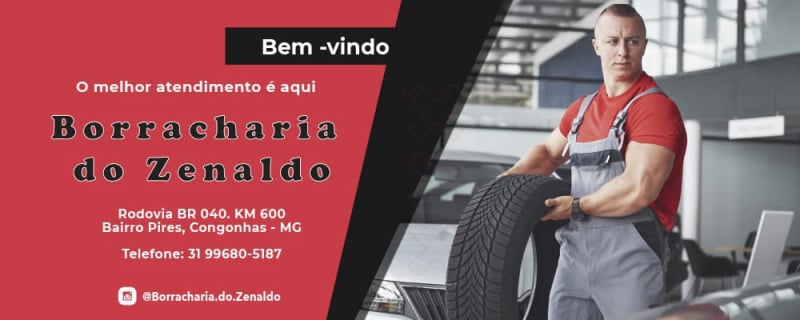 Bem -vindo
O melhor atendimento é aqui
Borracharia
do Zenaldo
Rodovia BR 040. KM 600
Bairro Pires, Congonhas - MG
Telefone: 31 99680-5187
@Borracharia.do.Zenaldo